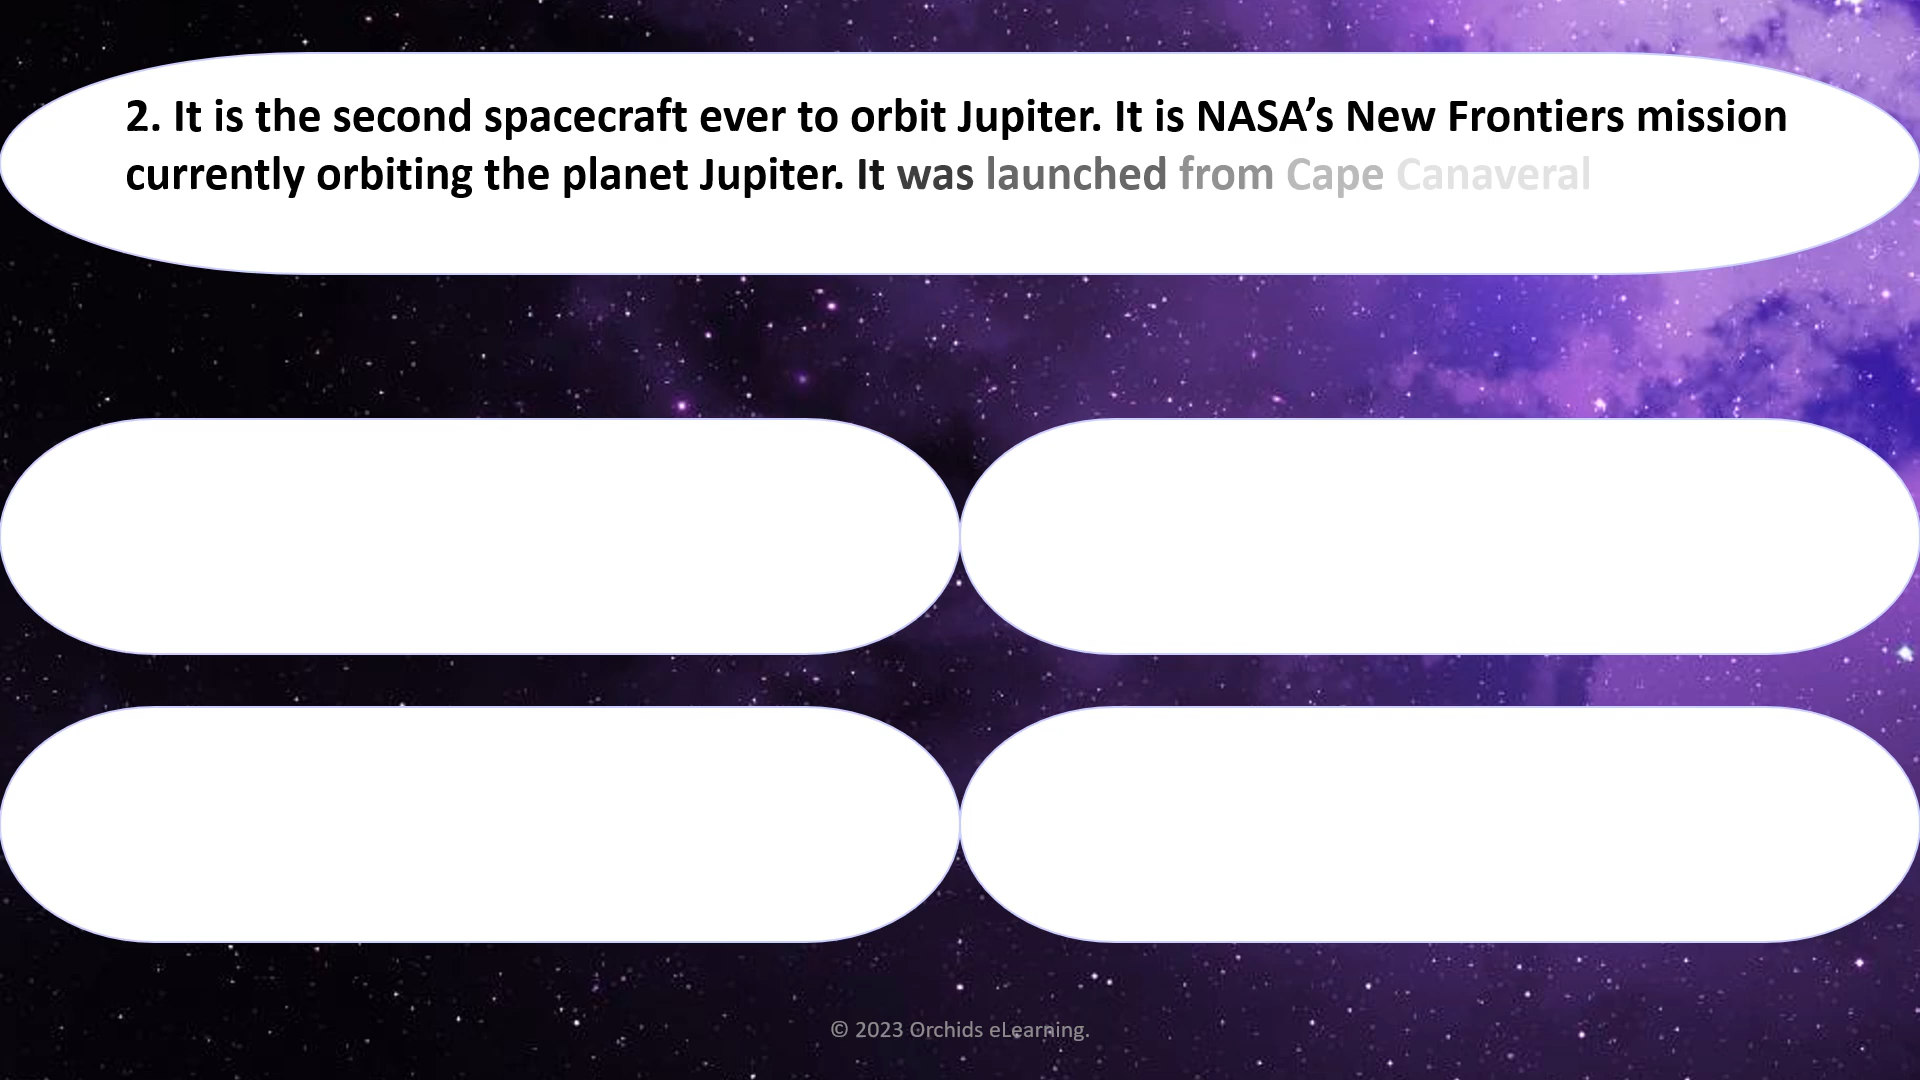 2. It is the second spacecraft ever to orbit Jupiter. It is NASA’s New Frontiers mission
currently orbiting the planet Jupiter. It was launched from Cape Canaveral
© 2023 Orchids eLearning.